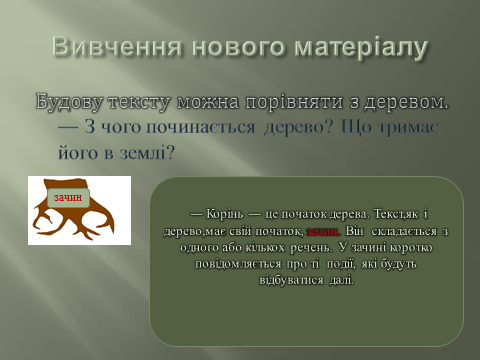 Вивчення нового матеріалу
Будову тексту можна порівняти з деревом.
— З чого починається дерево? Що тримає
його в землі?
зачин
— Корінь — це початок дерева. Текст,як і
дерево,має свій початок, зачин. Він складається з
одного або кількох речень. У зачині коротко
повідомляється про ті події, які будуть
відбуватися далі.